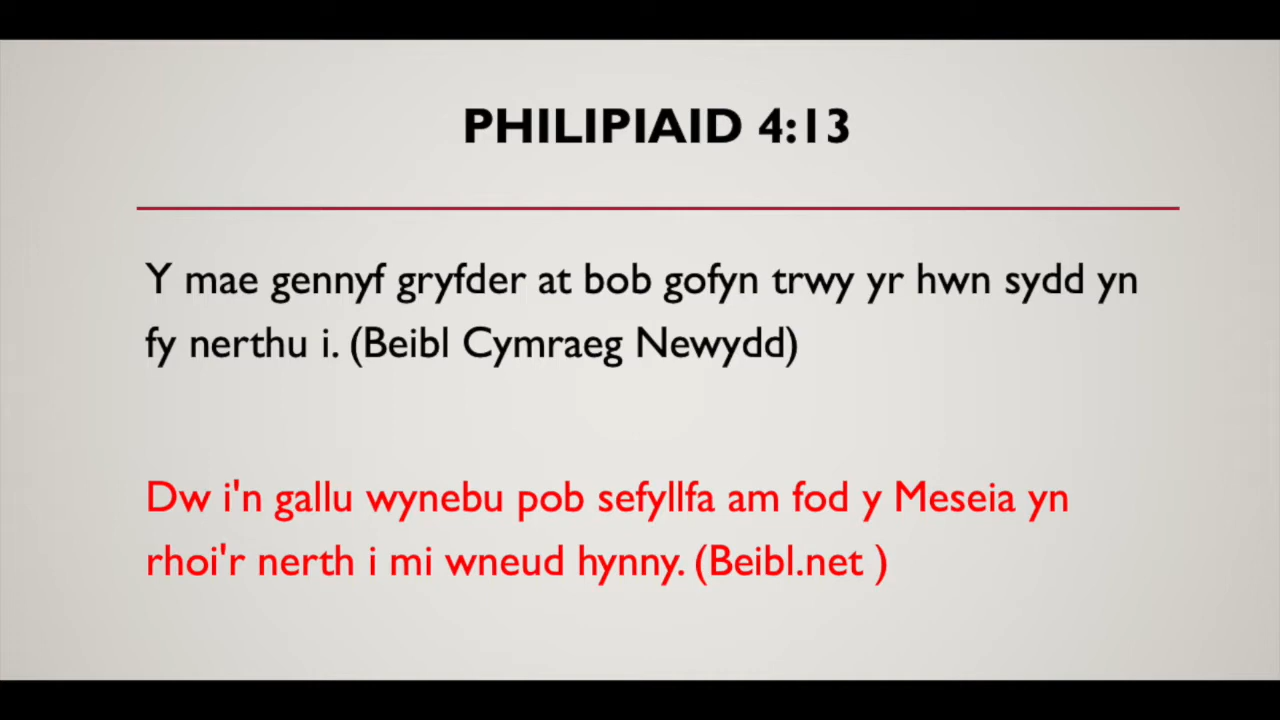 PHILIPIAID 4:13
Y mae gennyf gryfder at bob gofyn trwy yr hwn sydd yn
fy nerthu i. (Beibl Cymraeg Newydd)
Dw i'n gallu wynebu pob sefyllfa am fod y Meseia yn
rhoi'r nerth i mi wneud hynny. (Beibl.net )